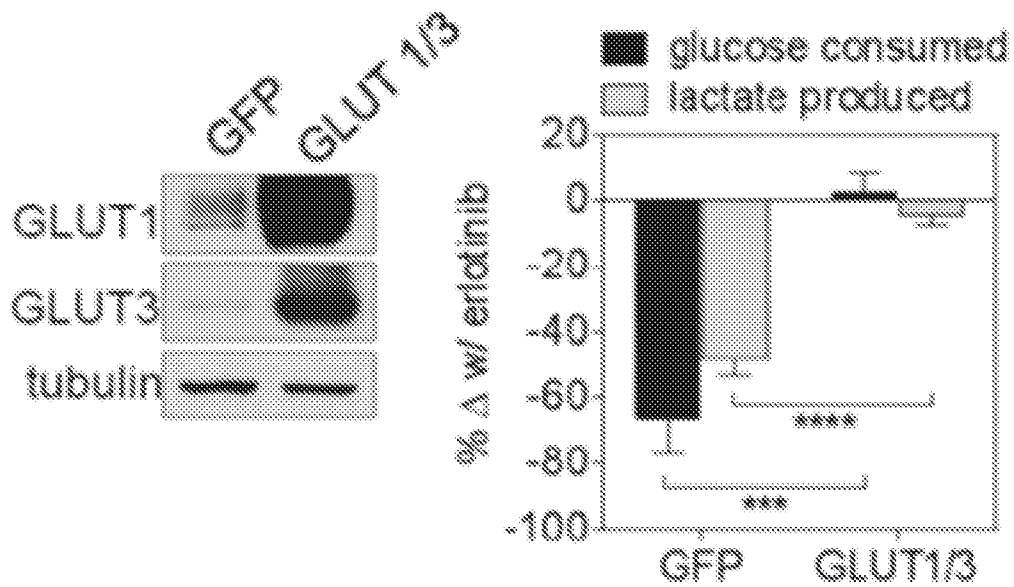 GFP
GLUT 1/3
GLUT1
GLUT3
tubulin
glucose consumed
lactate produced
% Δ w/ erlotinib
20
0
-20
-40
-60
-80
-100
****
***
GFP
GLUT1/3